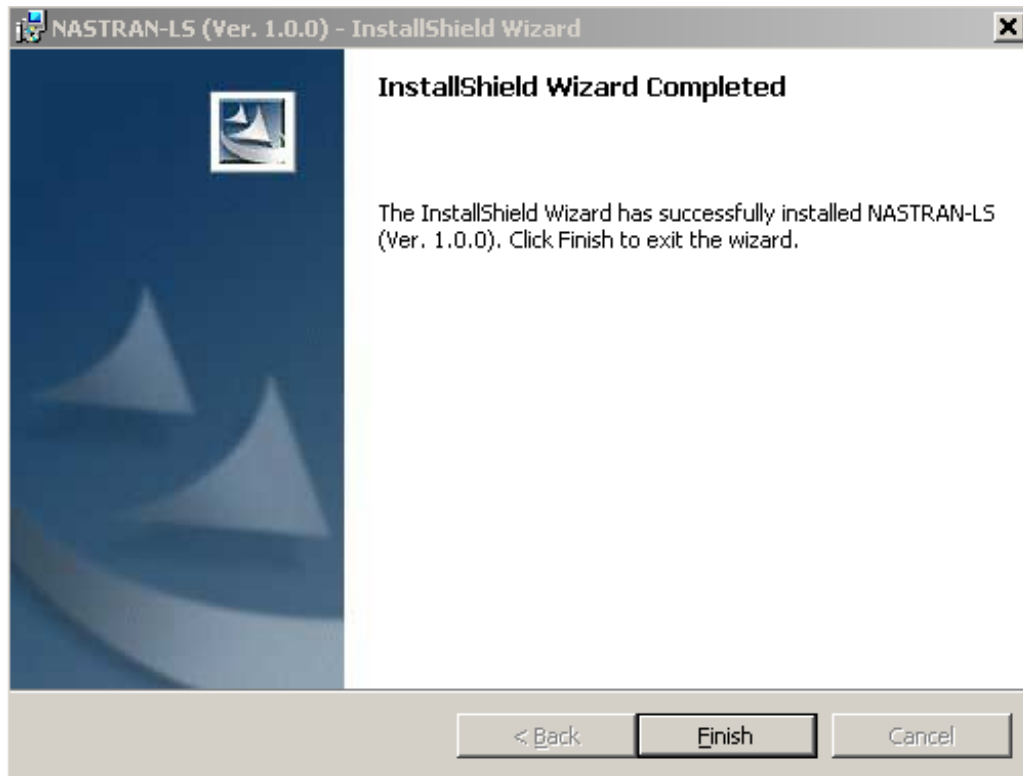 NASTRAN-LS (Ver. 1.0.0) - InstallShield Wizard
InstallShield Wizard Completed
The InstallShield Wizard has successfully installed NASTRAN-LS
(Ver. 1.0.0). Click Finish to exit the wizard.
< Back
Finish
Cancel